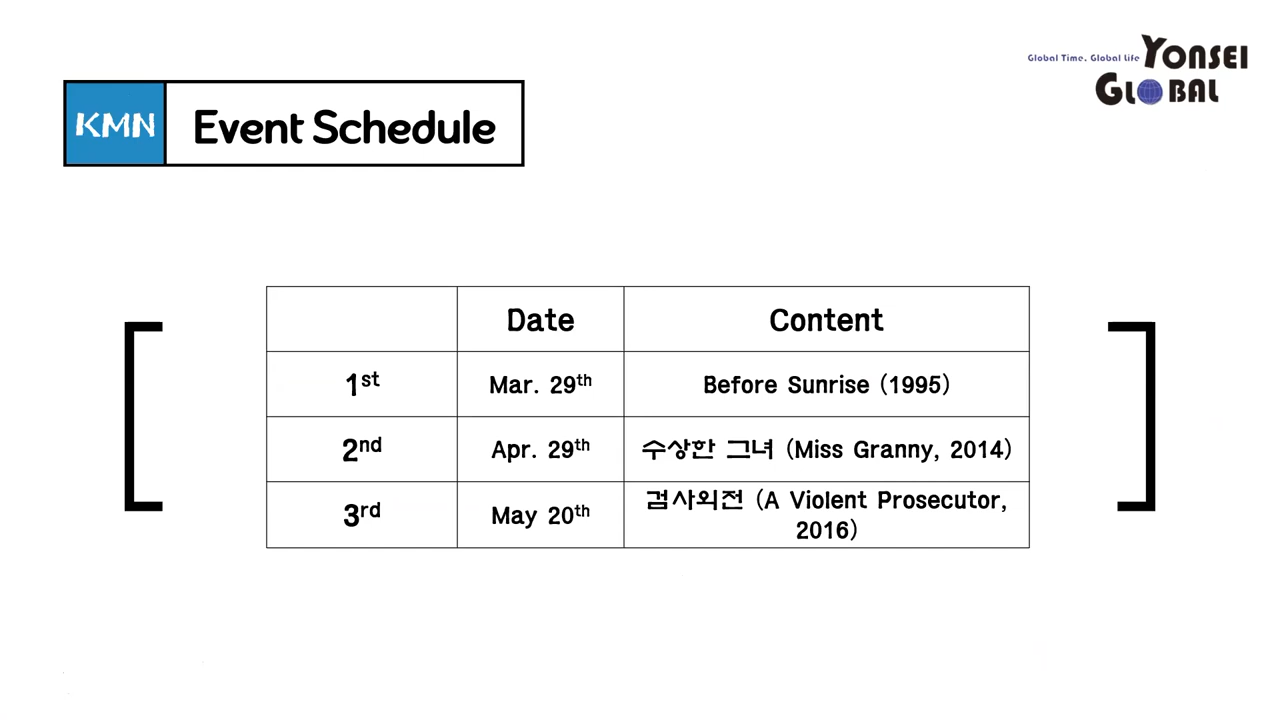 Global Time. Global Life YONSEI
GLOBAL
KMN Event Schedule
Date Content
1st Mar. 29th Before Sunrise (1995)
2nd Apr. 29th 수상한 그녀 (Miss Granny, 2014)
3rd May 20th 검사외전 (A Violent Prosecutor,
2016)